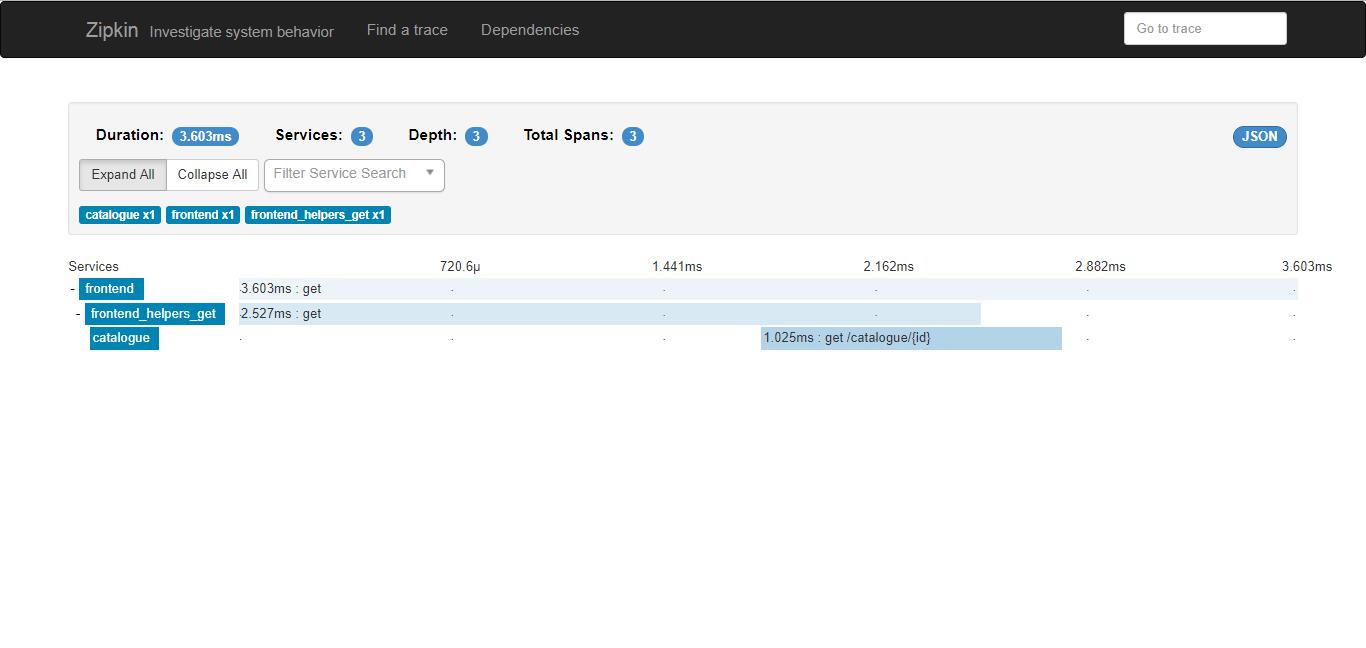 Zipkin Investigate system behavior Find a trace Dependencies Go to trace
Duration: 3.603ms Services: 3 Depth: 3 Total Spans: 3 JSON
Expand All Collapse All Filter Service Search
catalogue x1 frontend x1 frontend_helpers_get x1
Services 720.6μ 1.441ms 2.162ms 2.882ms 3.603ms
- frontend 3.603ms : get
- frontend_helpers_get 2.527ms : get
catalogue 1.025ms : get /catalogue/{id}